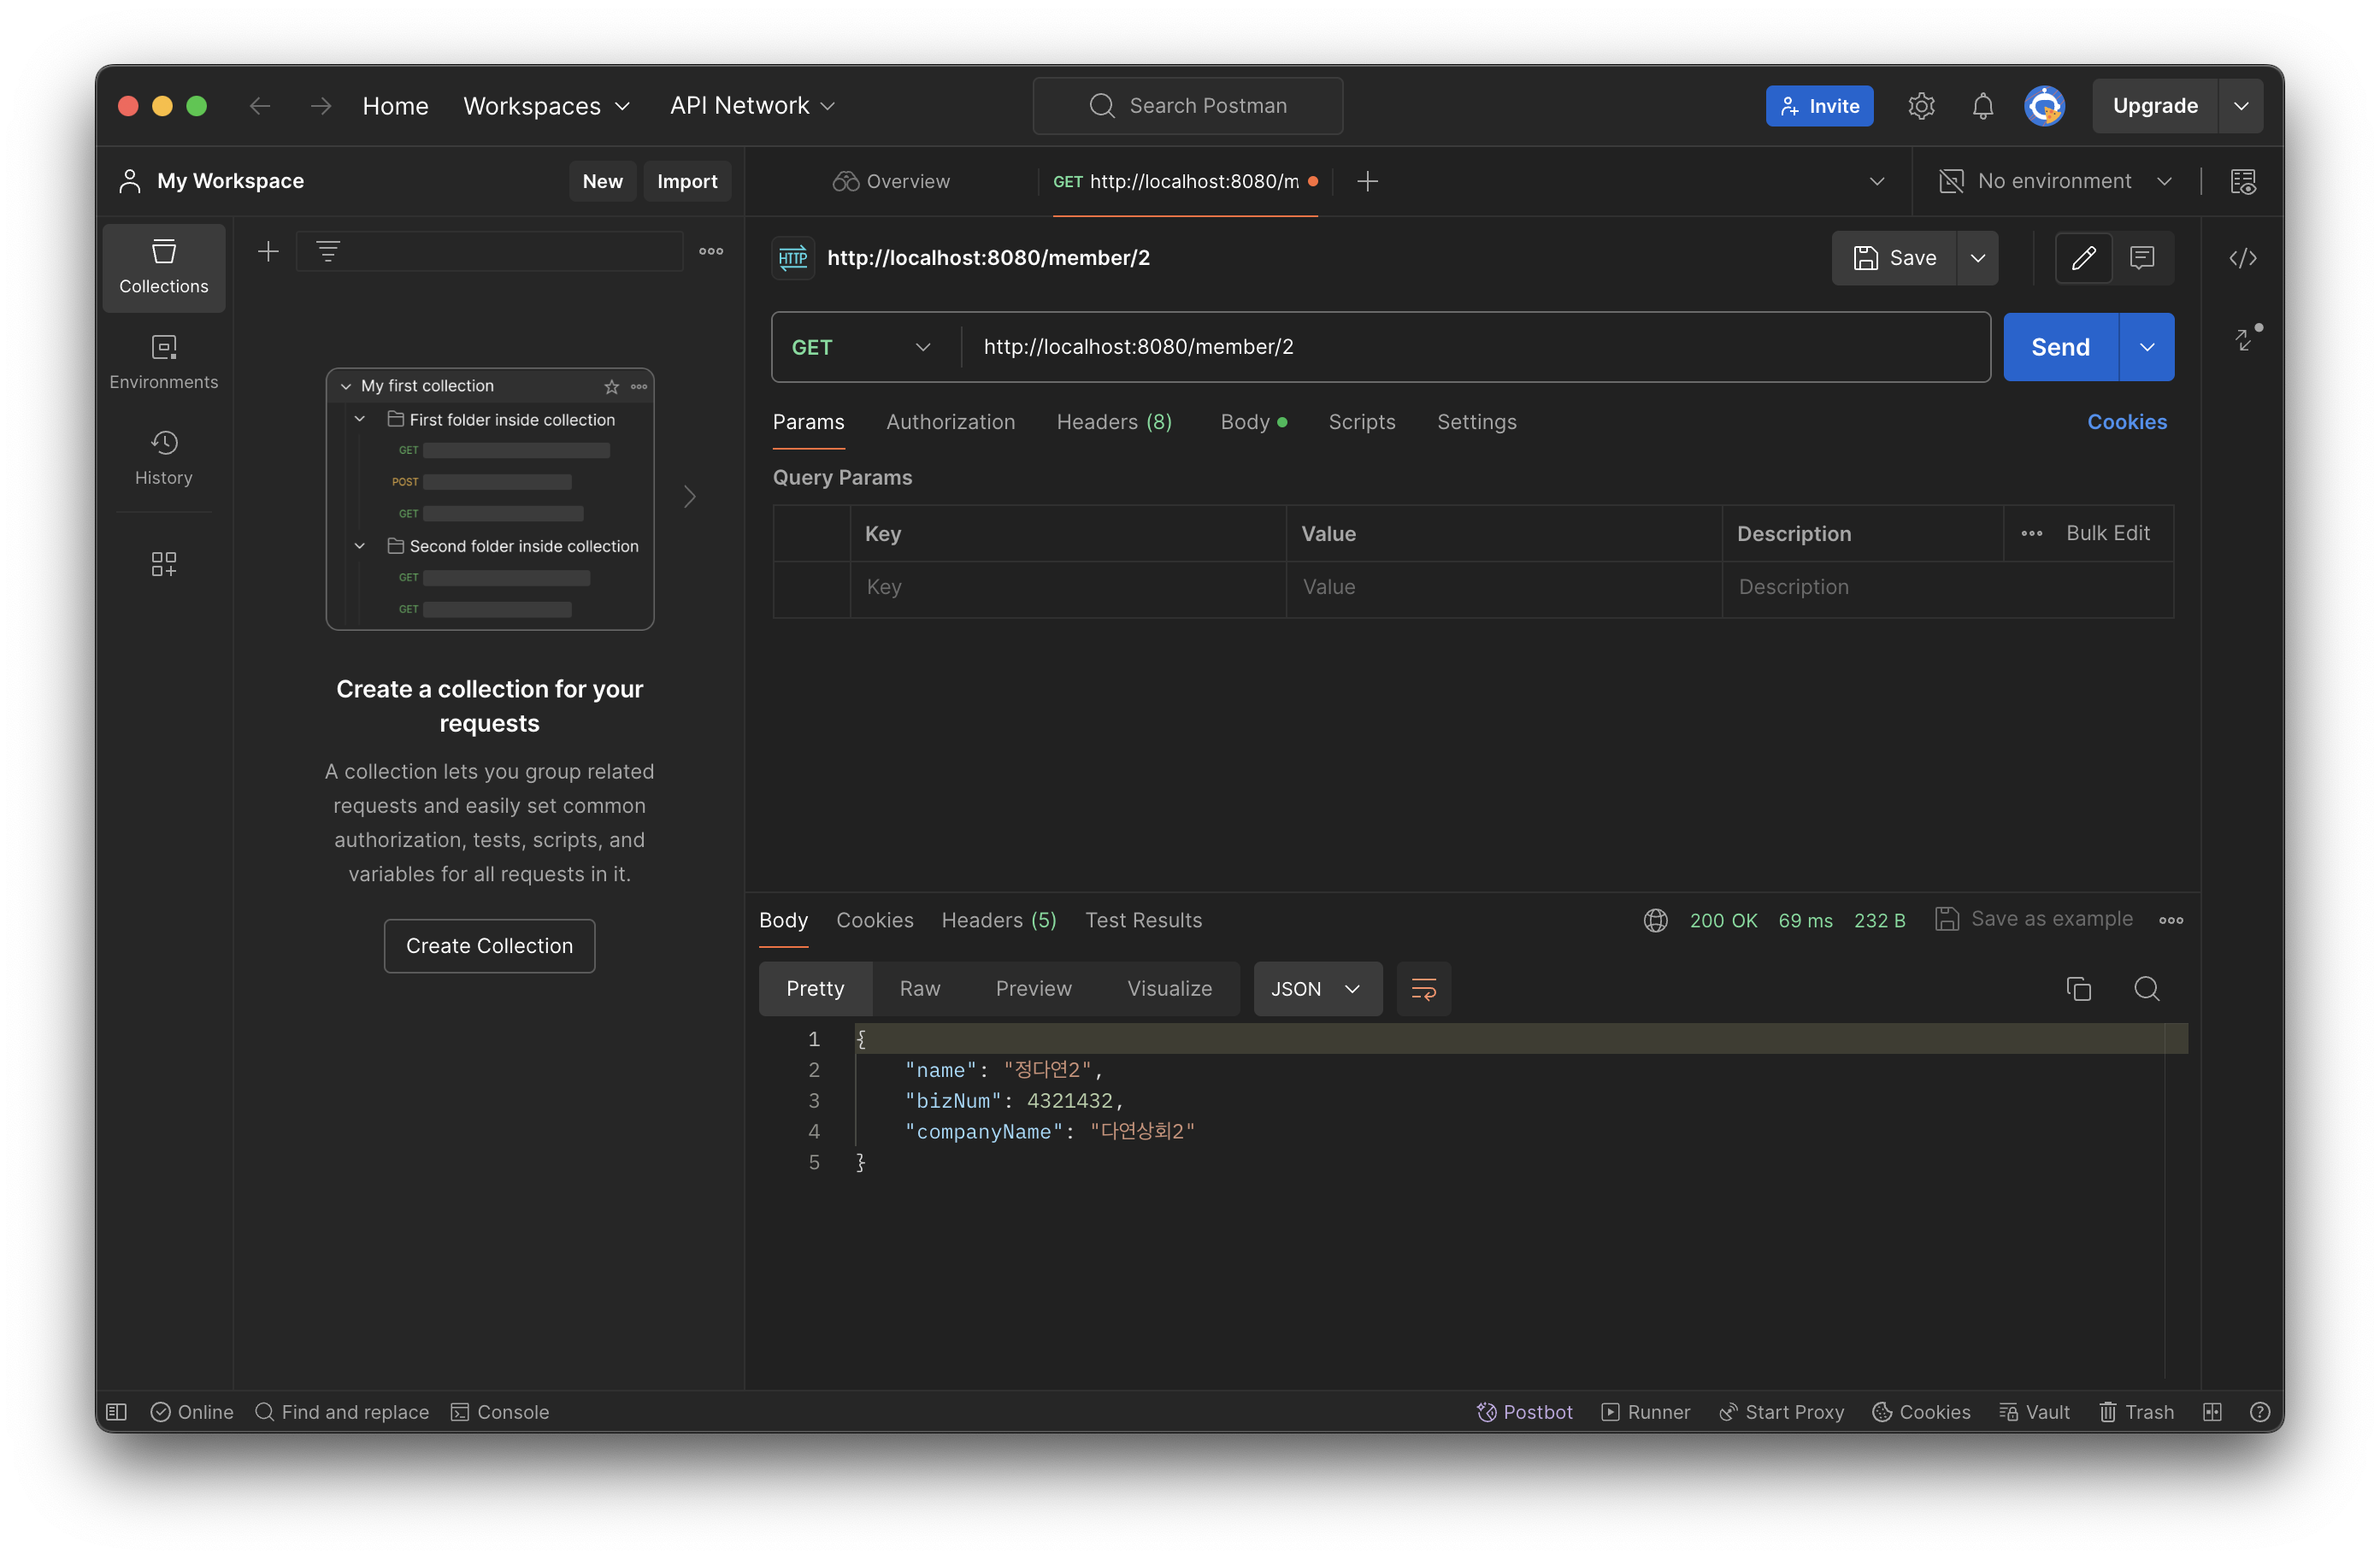 Home Workspaces API Network Search Postman Invite Upgrade
My Workspace New Import Overview GET http://localhost:8080/m No environment
Collections
Environments
History
My first collection
First folder inside collection
GET
POST
GET
Second folder inside collection
GET
GET
Create a collection for your
requests
A collection lets you group related
requests and easily set common
authorization, tests, scripts, and
variables for all requests in it.
Create Collection
HTTP http://localhost:8080/member/2 Save
GET http://localhost:8080/member/2 Send
Params Authorization Headers (8) Body Scripts Settings Cookies
Query Params
Key Value Description Bulk Edit
Key Value Description
Body Cookies Headers (5) Test Results 200 OK 69 ms 232 B Save as example
Pretty Raw Preview Visualize JSON
1 {
2 "name": "정다연2",
3 "bizNum": 4321432,
4 "companyName": "다연상회2"
5 }
Online Find and replace Console Postbot Runner Start Proxy Cookies Vault Trash